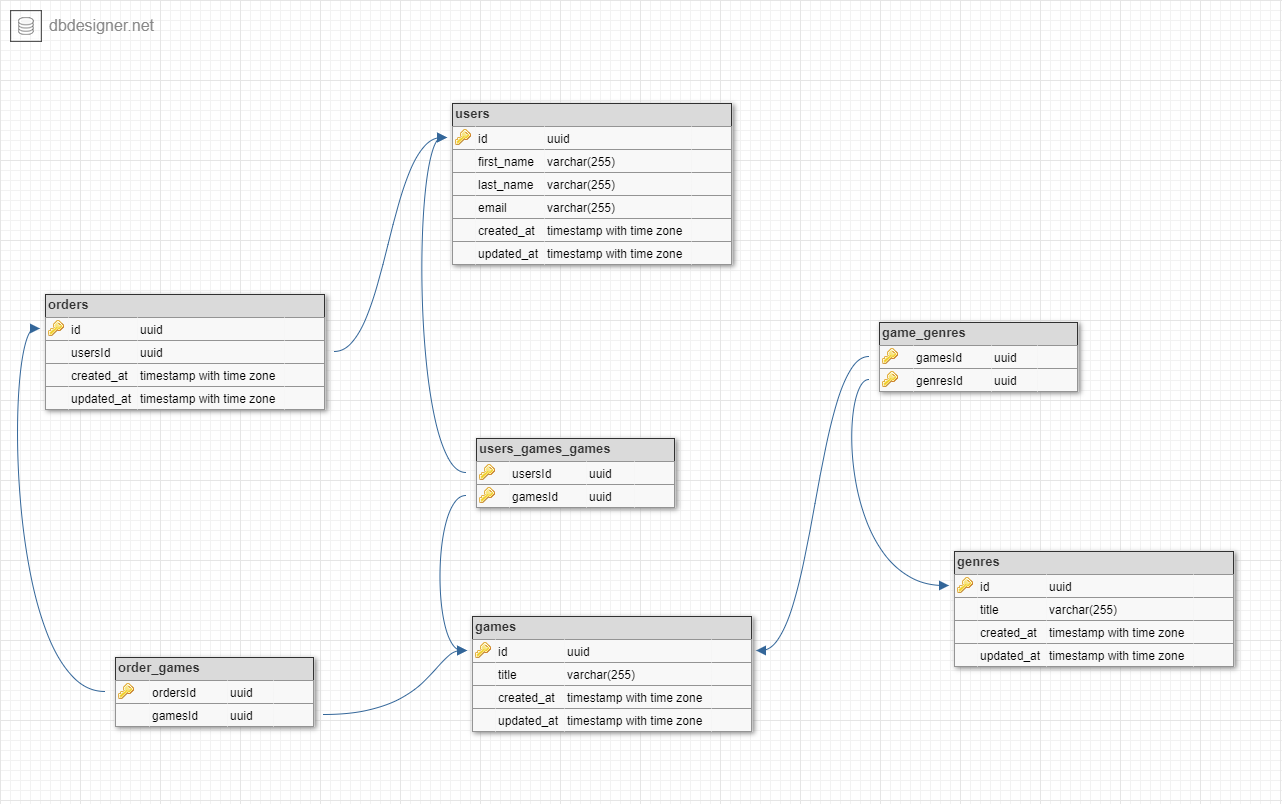 dbdesigner.net
users
id uuid
first_name varchar(255)
last_name varchar(255)
email varchar(255)
created_at timestamp with time zone
updated_at timestamp with time zone
orders
id uuid
usersId uuid
created_at timestamp with time zone
updated_at timestamp with time zone
game_genres
gamesId uuid
genresId uuid
users_games_games
usersId uuid
gamesId uuid
genres
id uuid
title varchar(255)
created_at timestamp with time zone
updated_at timestamp with time zone
games
id uuid
title varchar(255)
created_at timestamp with time zone
updated_at timestamp with time zone
order_games
ordersId uuid
gamesId uuid